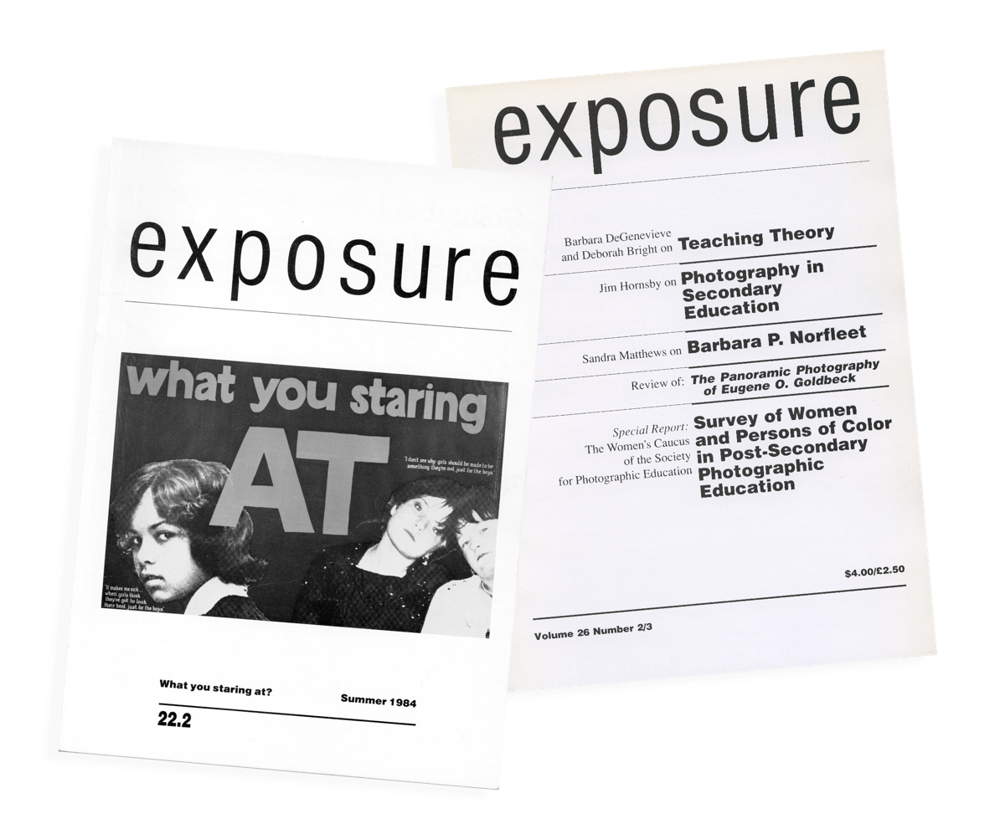 exposure
what you staring
AT
"I don't see why girls should be made to be
something they're not, just for the boys"
"It makes me sick
when girls think
they've got to look
their best, just for the boys"
What you staring at?
Summer 1984
22.2
exposure
Barbara DeGenevieve
and Deborah Bright on
Teaching Theory
Jim Hornsby on
Photography in
Secondary
Education
Sandra Matthews on
Barbara P. Norfleet
Review of:
The Panoramic Photography
of Eugene O. Goldbeck
Special Report:
The Women's Caucus
of the Society
for Photographic Education
Survey of Women
and Persons of Color
in Post-Secondary
Photographic
Education
$4.00/£2.50
Volume 26 Number 2/3